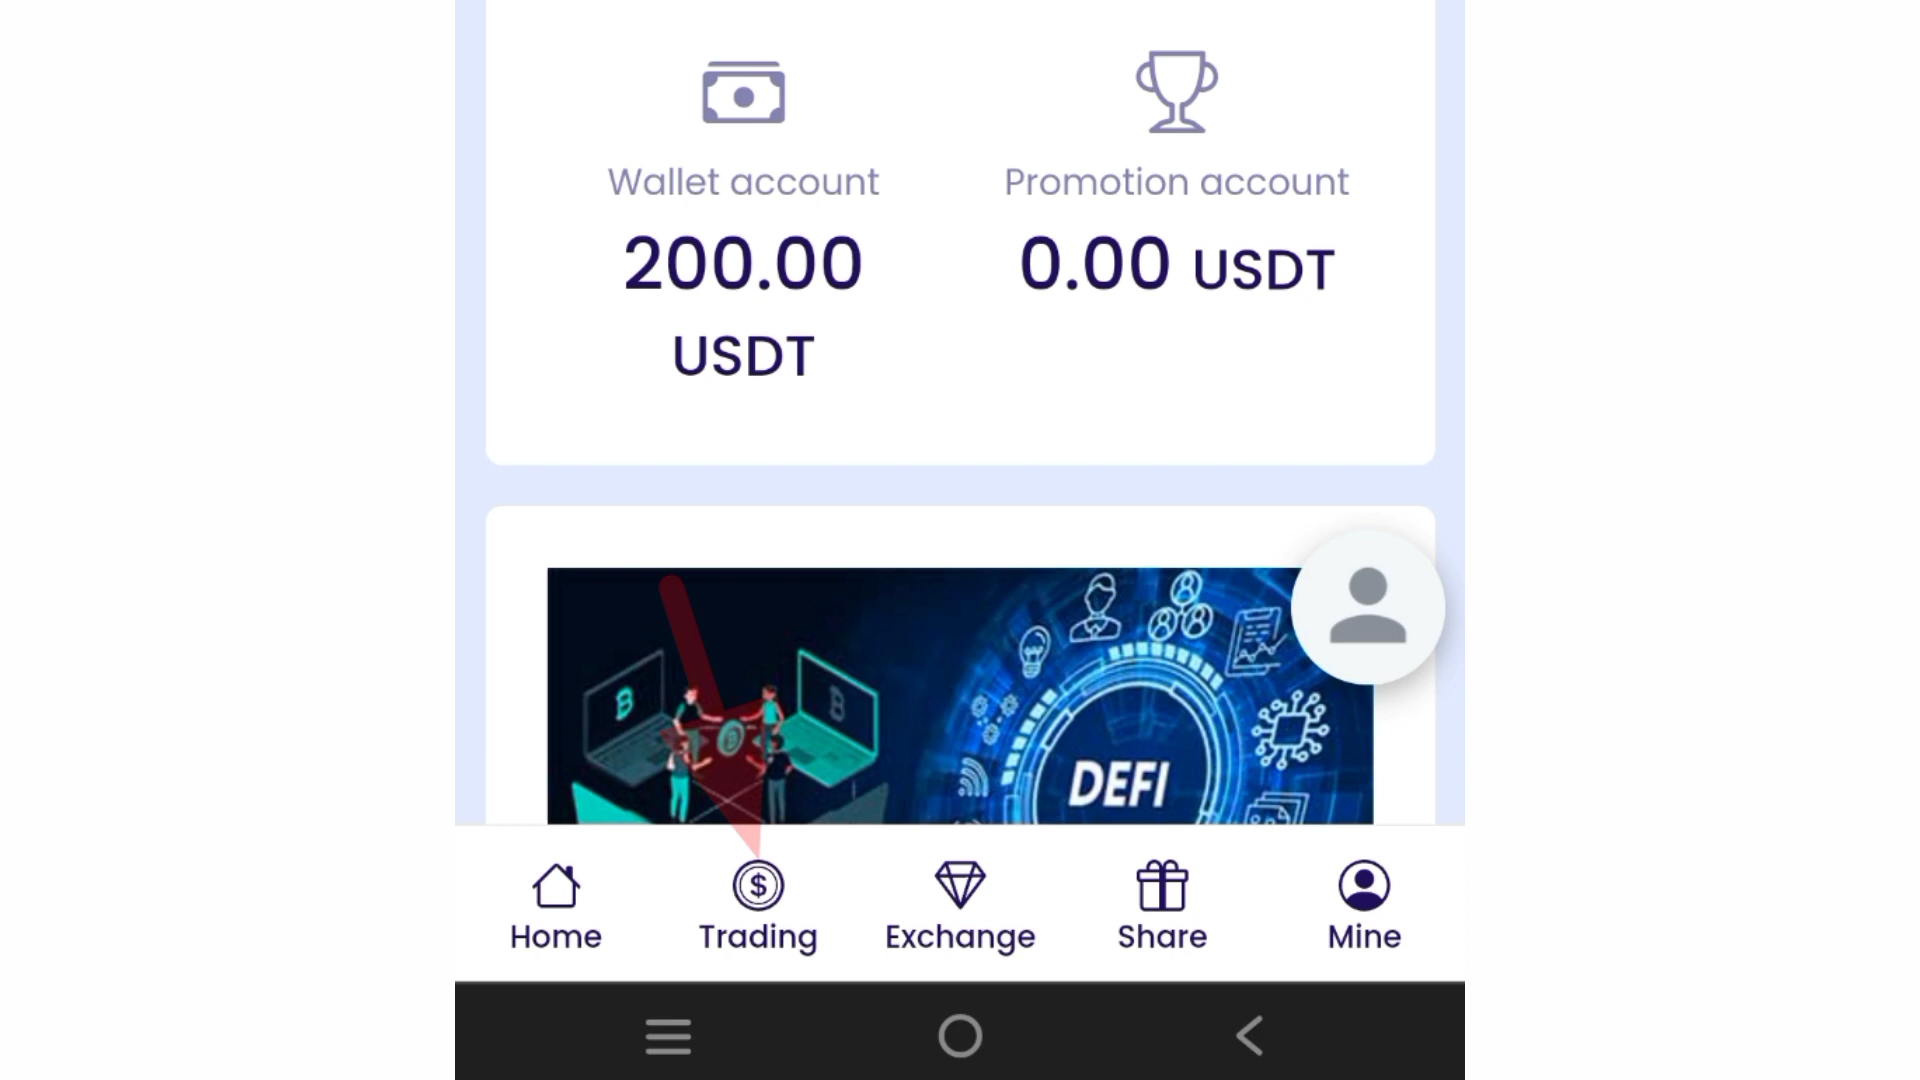 Wallet account
Promotion account
200.00
USDT
0.00 USDT
DEFI
Home
Trading
Exchange
Share
Mine